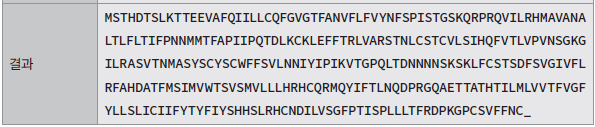 MSTHDTSLKTTEEVAFQIILLCQFGVGTFANVFLFVYNFSPISTGSKQRPRQVILRHMAVANA
LTLFLTIFPNNMMTFAPIIPQTDLKCKLEFFTRLVARSTNLCSTCVLSIHQFVTLVPVNSGKG
결과
ILRASVTNMASYSCYSCWFFSVLNNIYIPIKVTGPQLTDNNNNSKSKLFCSTSDFSVGIVFL
RFAHDATFMSIMVWTSVSMVLLLHRHCQRMQYIFTLNQDPRGQAETTATHTILMLVVTFVGF
YLLSLICIIFYTYFIYSHHSLRHCNDILVSGFPTISPLLLTFRDPKGPCSVFFNC_